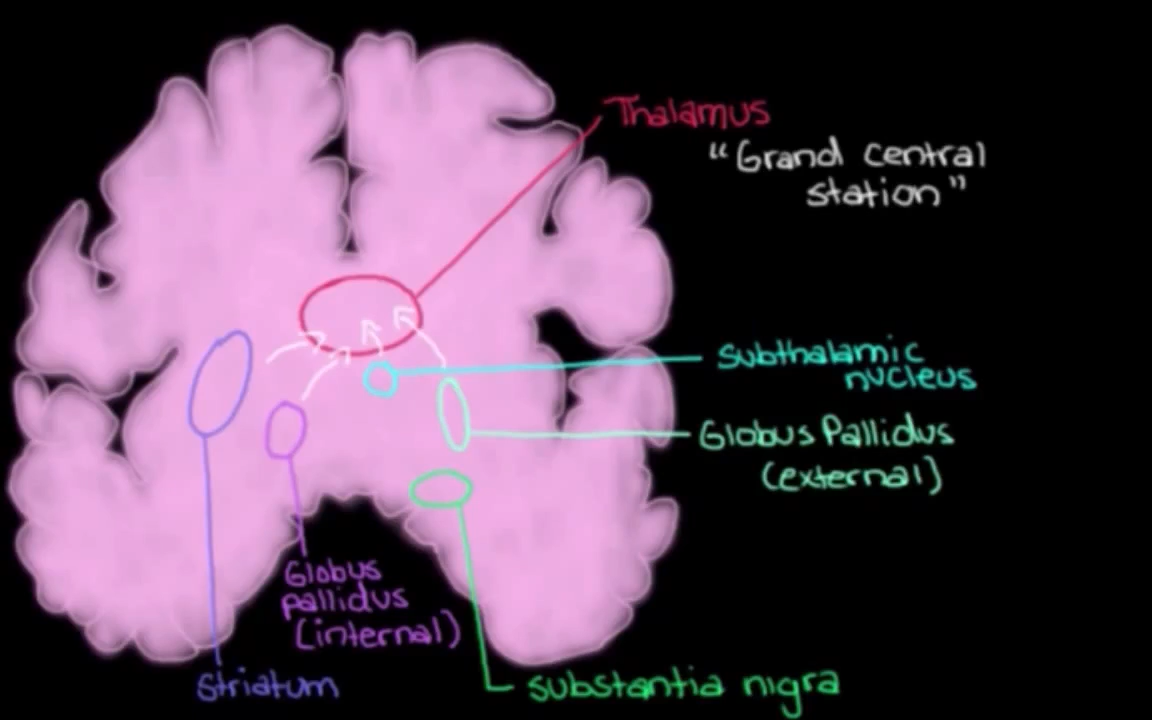 Thalamus
"Grand central
station"
Subthalamic
nucleus
Globus Pallidus
(external)
Globus
pallidus
(internal)
Striatum
substantia nigra